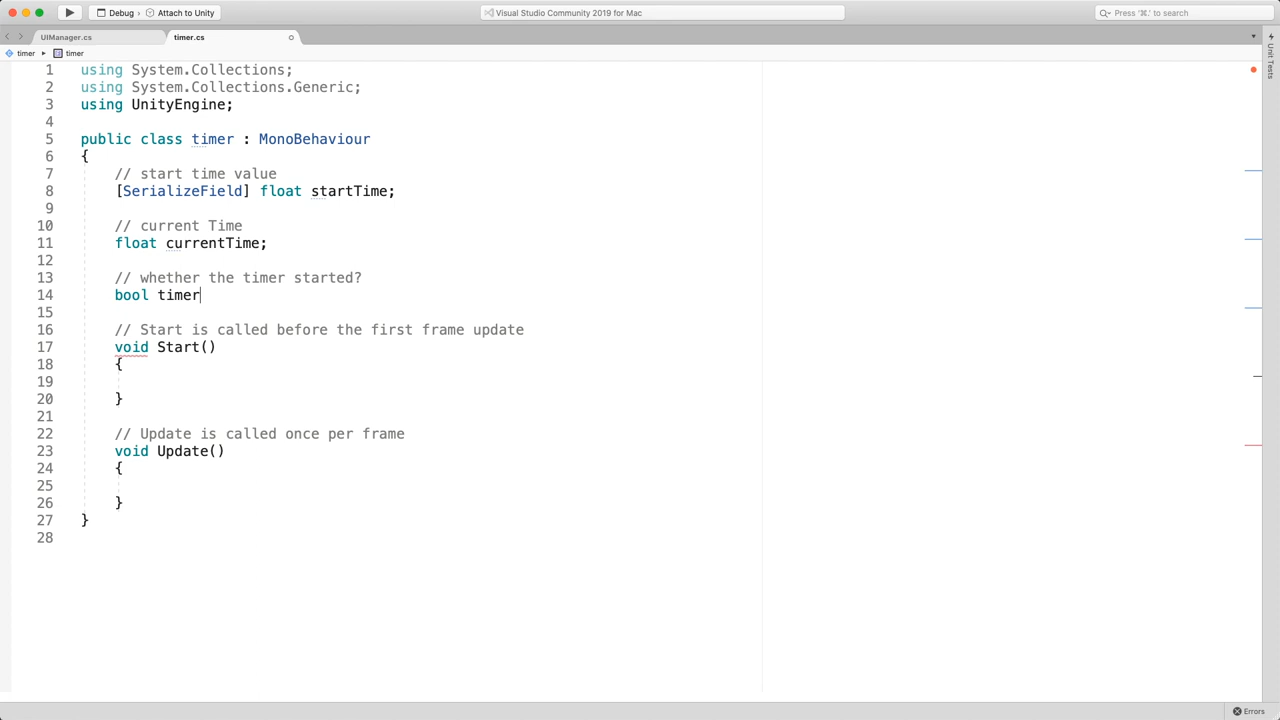 Debug › Attach to Unity
Visual Studio Community 2019 for Mac
Press '⌘.' to search
UIManager.cs
timer.cs
timer ▸ timer
Unit Tests
1 using System.Collections;
2 using System.Collections.Generic;
3 using UnityEngine;
4
5 public class timer : MonoBehaviour
6 {
7 // start time value
8 [SerializeField] float startTime;
9
10 // current Time
11 float currentTime;
12
13 // whether the timer started?
14 bool timer
15
16 // Start is called before the first frame update
17 void Start()
18 {
19
20 }
21
22 // Update is called once per frame
23 void Update()
24 {
25
26 }
27 }
28
Errors